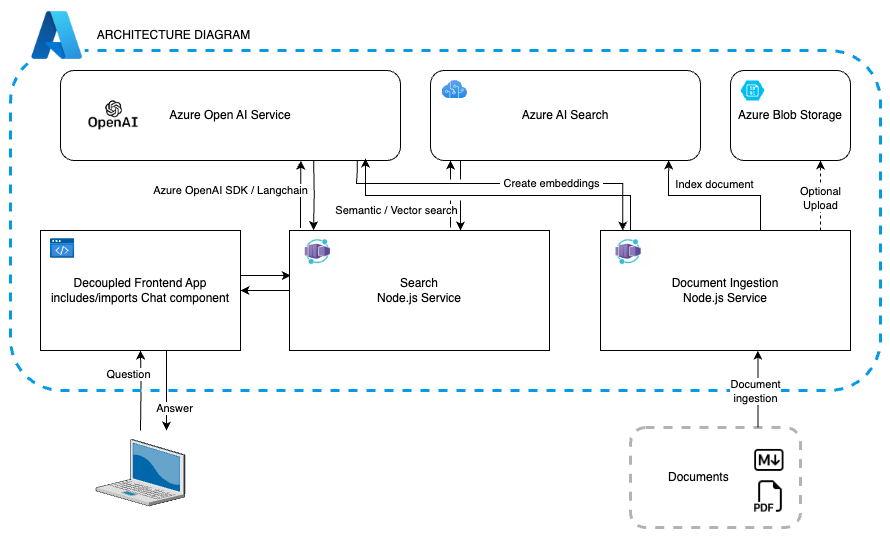 ARCHITECTURE DIAGRAM
OpenAI
Azure Open AI Service
Azure AI Search
Azure Blob Storage
Azure OpenAI SDK / Langchain
Create embeddings
Index document
Optional
Upload
Semantic / Vector search
Decoupled Frontend App
includes/imports Chat component
Search
Node.js Service
Document Ingestion
Node.js Service
Question
Answer
Document
ingestion
Documents
M
PDF